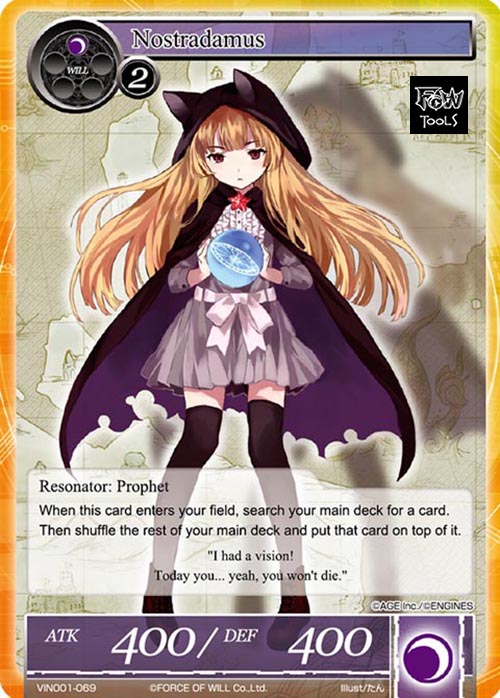 Nostradamus
WILL
2
FOW
TOOLS
Resonator: Prophet
When this card enters your field, search your main deck for a card.
Then shuffle the rest of your main deck and put that card on top of it.
"I had a vision!
Today you... yeah, you won't die."
©AGE Inc./©ENGINES
ATK 400 / DEF 400
VIN001-069 ©FORCE OF WILL Co.,Ltd. Illust/たん